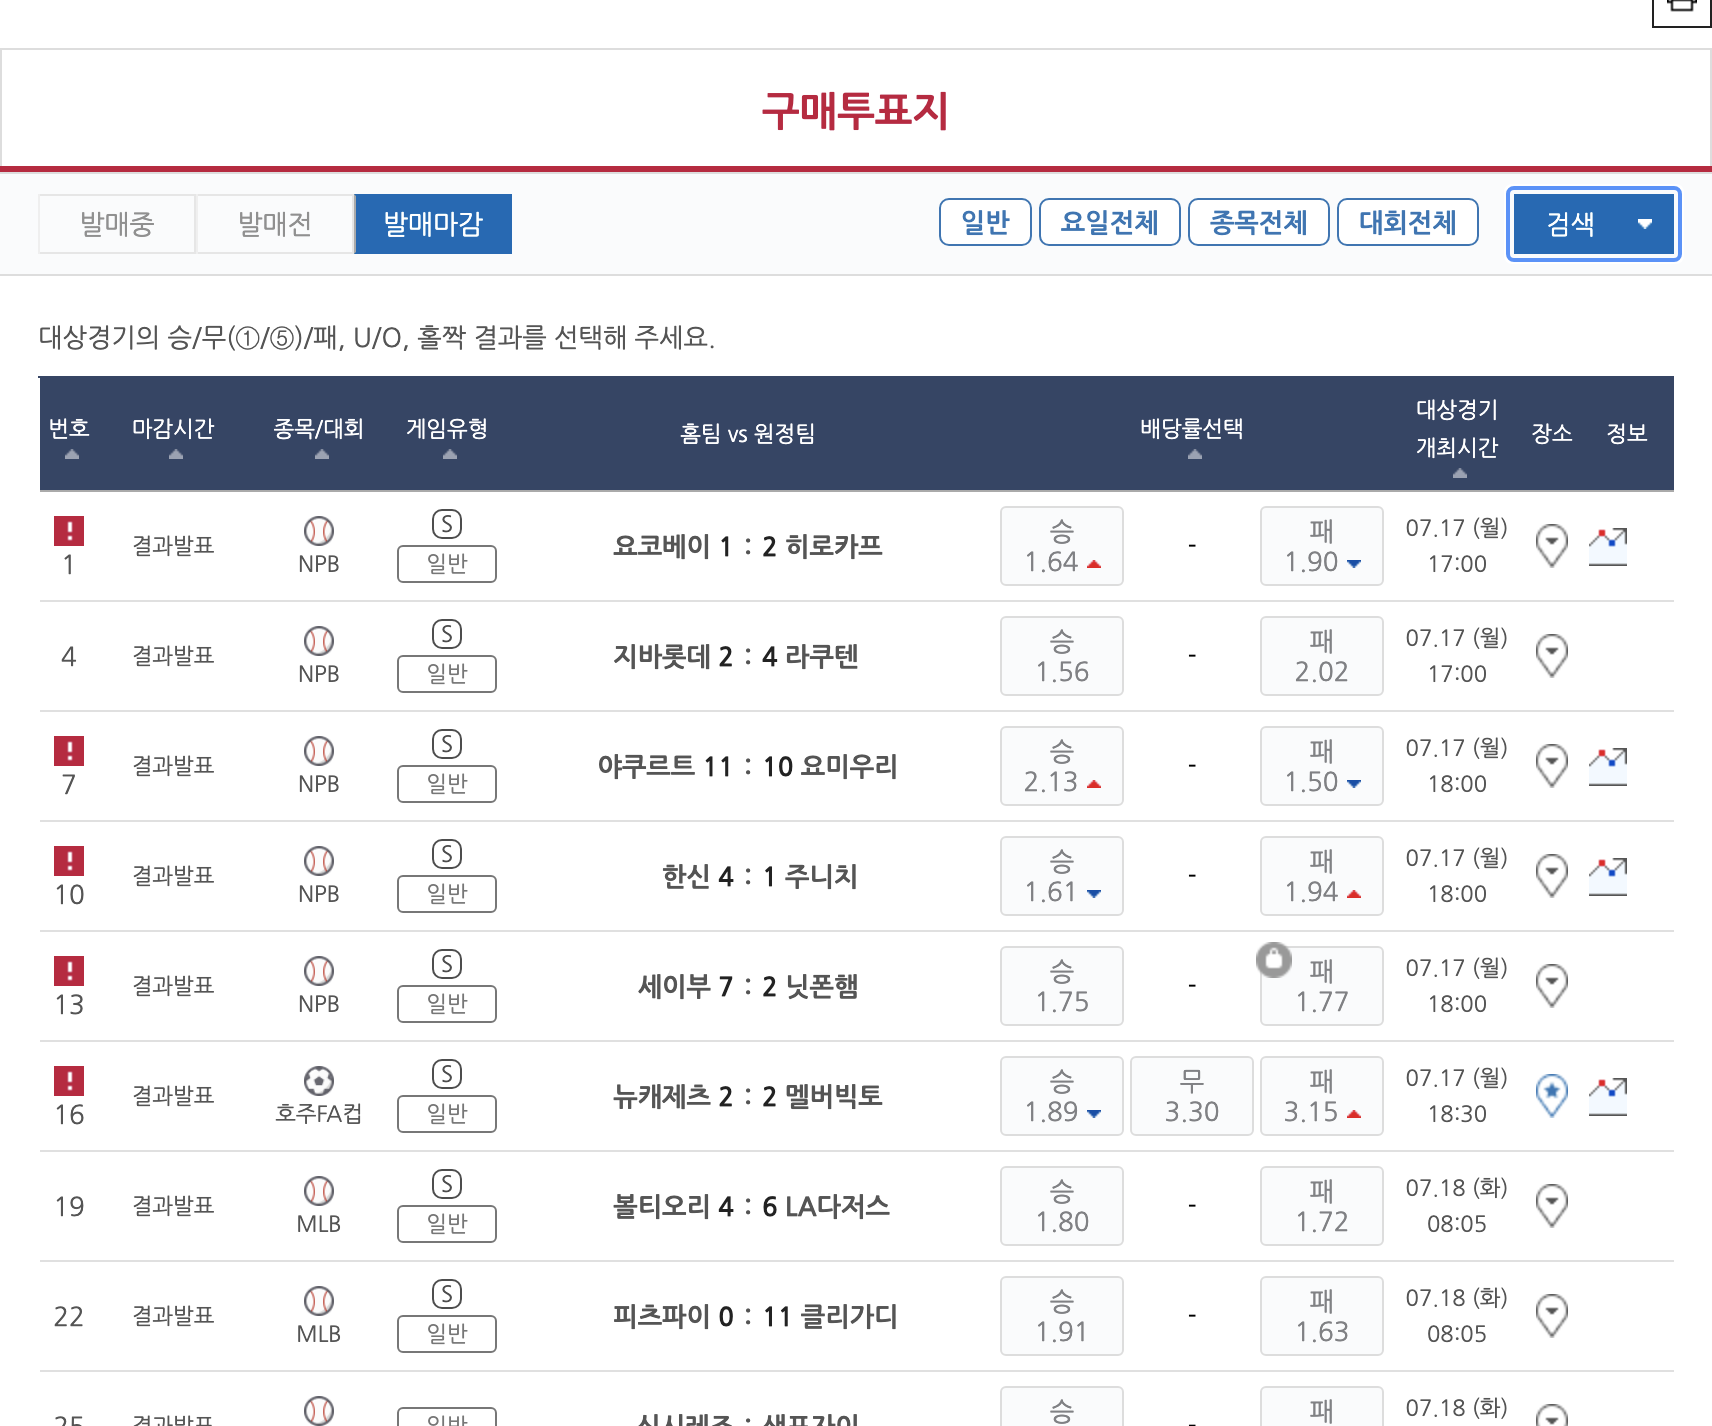 구매투표지
발매중 발매전 발매마감 일반 요일전체 종목전체 대회전체 검색
대상경기의 승/무(①/⑤)/패, U/O, 홀짝 결과를 선택해 주세요.
번호 마감시간 종목/대회 게임유형 홈팀 vs 원정팀 배당률선택 대상경기 개최시간 장소 정보
! 1 결과발표 NPB S 일반 요코베이 1 : 2 히로카프 승 1.64 - 패 1.90 07.17 (월) 17:00
4 결과발표 NPB S 일반 지바롯데 2 : 4 라쿠텐 승 1.56 - 패 2.02 07.17 (월) 17:00
! 7 결과발표 NPB S 일반 야쿠르트 11 : 10 요미우리 승 2.13 - 패 1.50 07.17 (월) 18:00
! 10 결과발표 NPB S 일반 한신 4 : 1 주니치 승 1.61 - 패 1.94 07.17 (월) 18:00
! 13 결과발표 NPB S 일반 세이부 7 : 2 닛폰햄 승 1.75 - 패 1.77 07.17 (월) 18:00
! 16 결과발표 호주FA컵 S 일반 뉴캐제츠 2 : 2 멜버빅토 승 1.89 무 3.30 패 3.15 07.17 (월) 18:30
19 결과발표 MLB S 일반 볼티오리 4 : 6 LA다저스 승 1.80 - 패 1.72 07.18 (화) 08:05
22 결과발표 MLB S 일반 피츠파이 0 : 11 클리가디 승 1.91 - 패 1.63 07.18 (화) 08:05
25 결과발표 일반 신시레즈 : 샌프자이 승 - 패 07.18 (화)